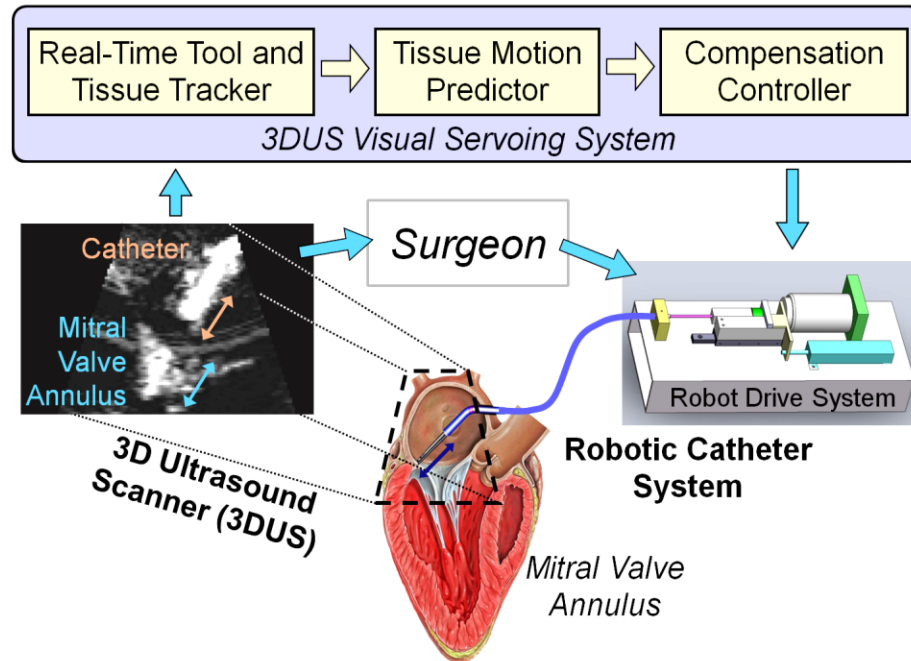 Real-Time Tool and
Tissue Tracker
Tissue Motion
Predictor
Compensation
Controller
3DUS Visual Servoing System
Catheter
Mitral
Valve
Annulus
Surgeon
Robot Drive System
3D Ultrasound
Scanner (3DUS)
Robotic Catheter
System
Mitral Valve
Annulus